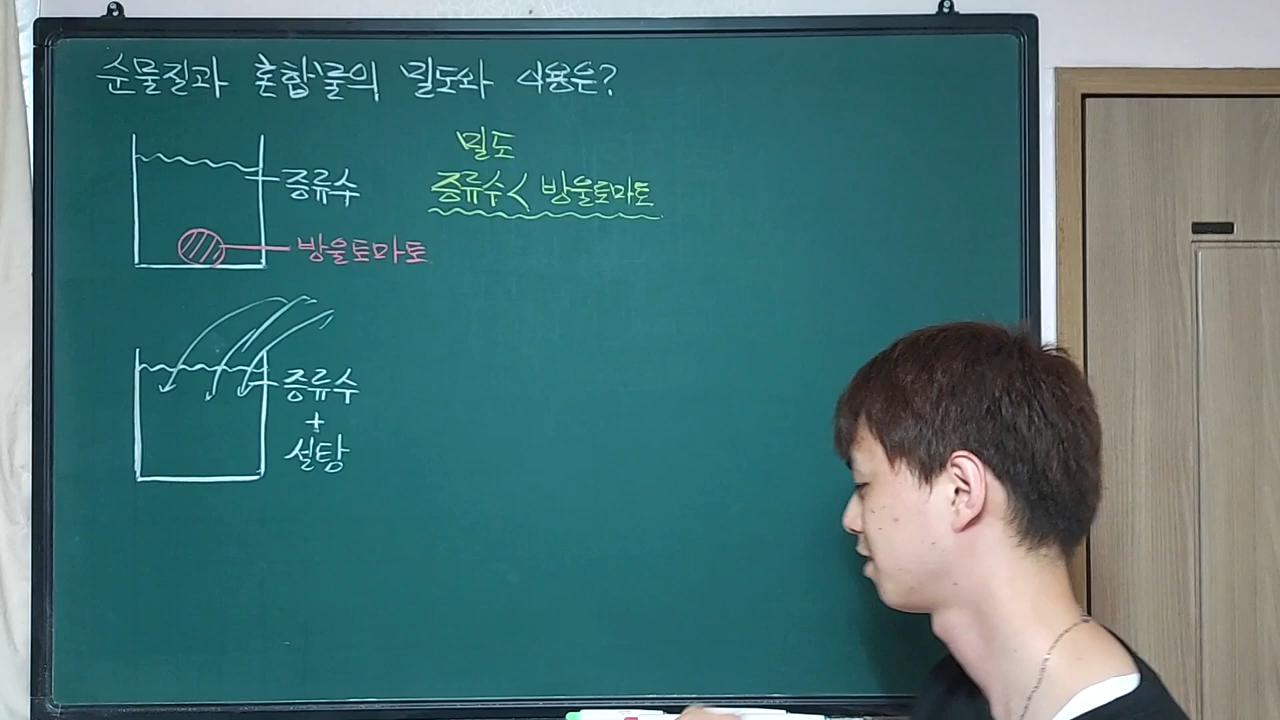 순물질과 혼합물의 밀도와 이용은?
증류수
방울토마토
밀도
증류수 < 방울토마토
증류수
+
설탕